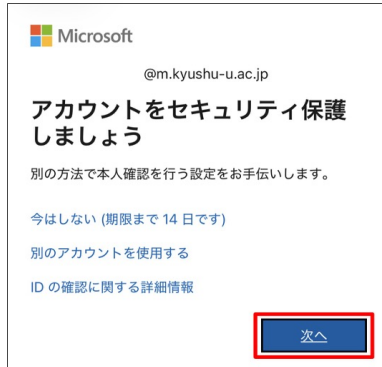 Microsoft
@m.kyushu-u.ac.jp
アカウントをセキュリティ保護
しましょう
別の方法で本人確認を行う設定をお手伝いします。
今はしない (期限まで 14 日です)
別のアカウントを使用する
ID の確認に関する詳細情報
次へ